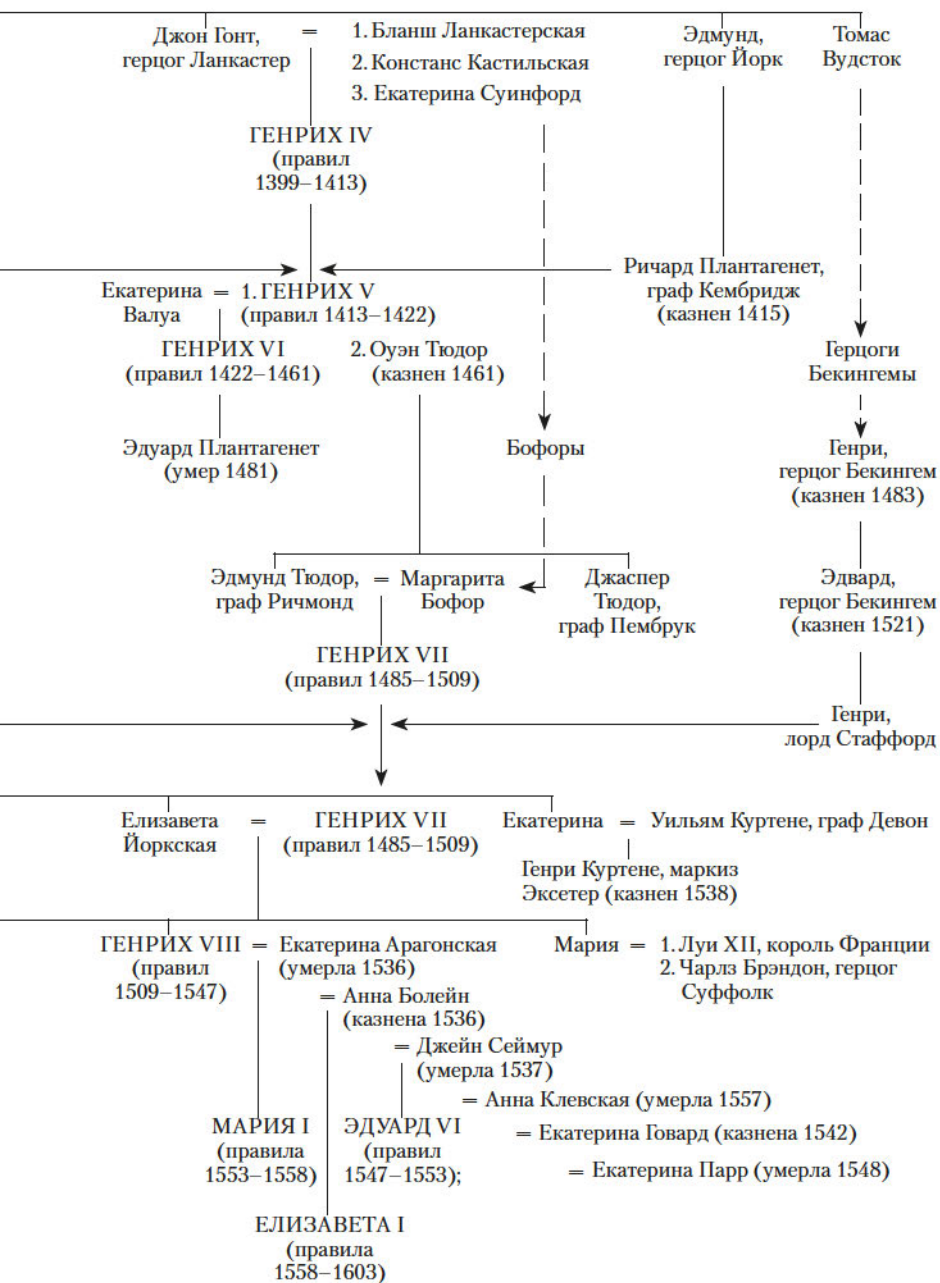 Джон Гонт,
герцог Ланкастер
=
1. Бланш Ланкастерская
2. Констанс Кастильская
3. Екатерина Суинфорд
Эдмунд,
герцог Йорк
Томас
Вудсток
ГЕНРИХ IV
(правил
1399–1413)
Ричард Плантагенет,
граф Кембридж
(казнен 1415)
Екатерина
Валуа
=
1. ГЕНРИХ V
(правил 1413–1422)
ГЕНРИХ VI
(правил 1422–1461)
2. Оуэн Тюдор
(казнен 1461)
Герцоги
Бекингемы
Эдуард Плантагенет
(умер 1481)
Бофоры
Генри,
герцог Бекингем
(казнен 1483)
Эдмунд Тюдор,
граф Ричмонд
=
Маргарита
Бофор
Джаспер
Тюдор,
граф Пембрук
Эдвард,
герцог Бекингем
(казнен 1521)
ГЕНРИХ VII
(правил 1485–1509)
Генри,
лорд Стаффорд
Елизавета
Йоркская
=
ГЕНРИХ VII
(правил 1485–1509)
Екатерина = Уильям Куртене, граф Девон
Генри Куртене, маркиз
Эксетер (казнен 1538)
ГЕНРИХ VIII
(правил
1509–1547)
= Екатерина Арагонская
(умерла 1536)
= Анна Болейн
(казнена 1536)
= Джейн Сеймур
(умерла 1537)
= Анна Клевская (умерла 1557)
= Екатерина Говард (казнена 1542)
= Екатерина Парр (умерла 1548)
Мария = 1. Луи XII, король Франции
2. Чарлз Брэндон, герцог
Суффолк
МАРИЯ I
(правила
1553–1558)
ЭДУАРД VI
(правил
1547–1553);
ЕЛИЗАВЕТА I
(правила
1558–1603)